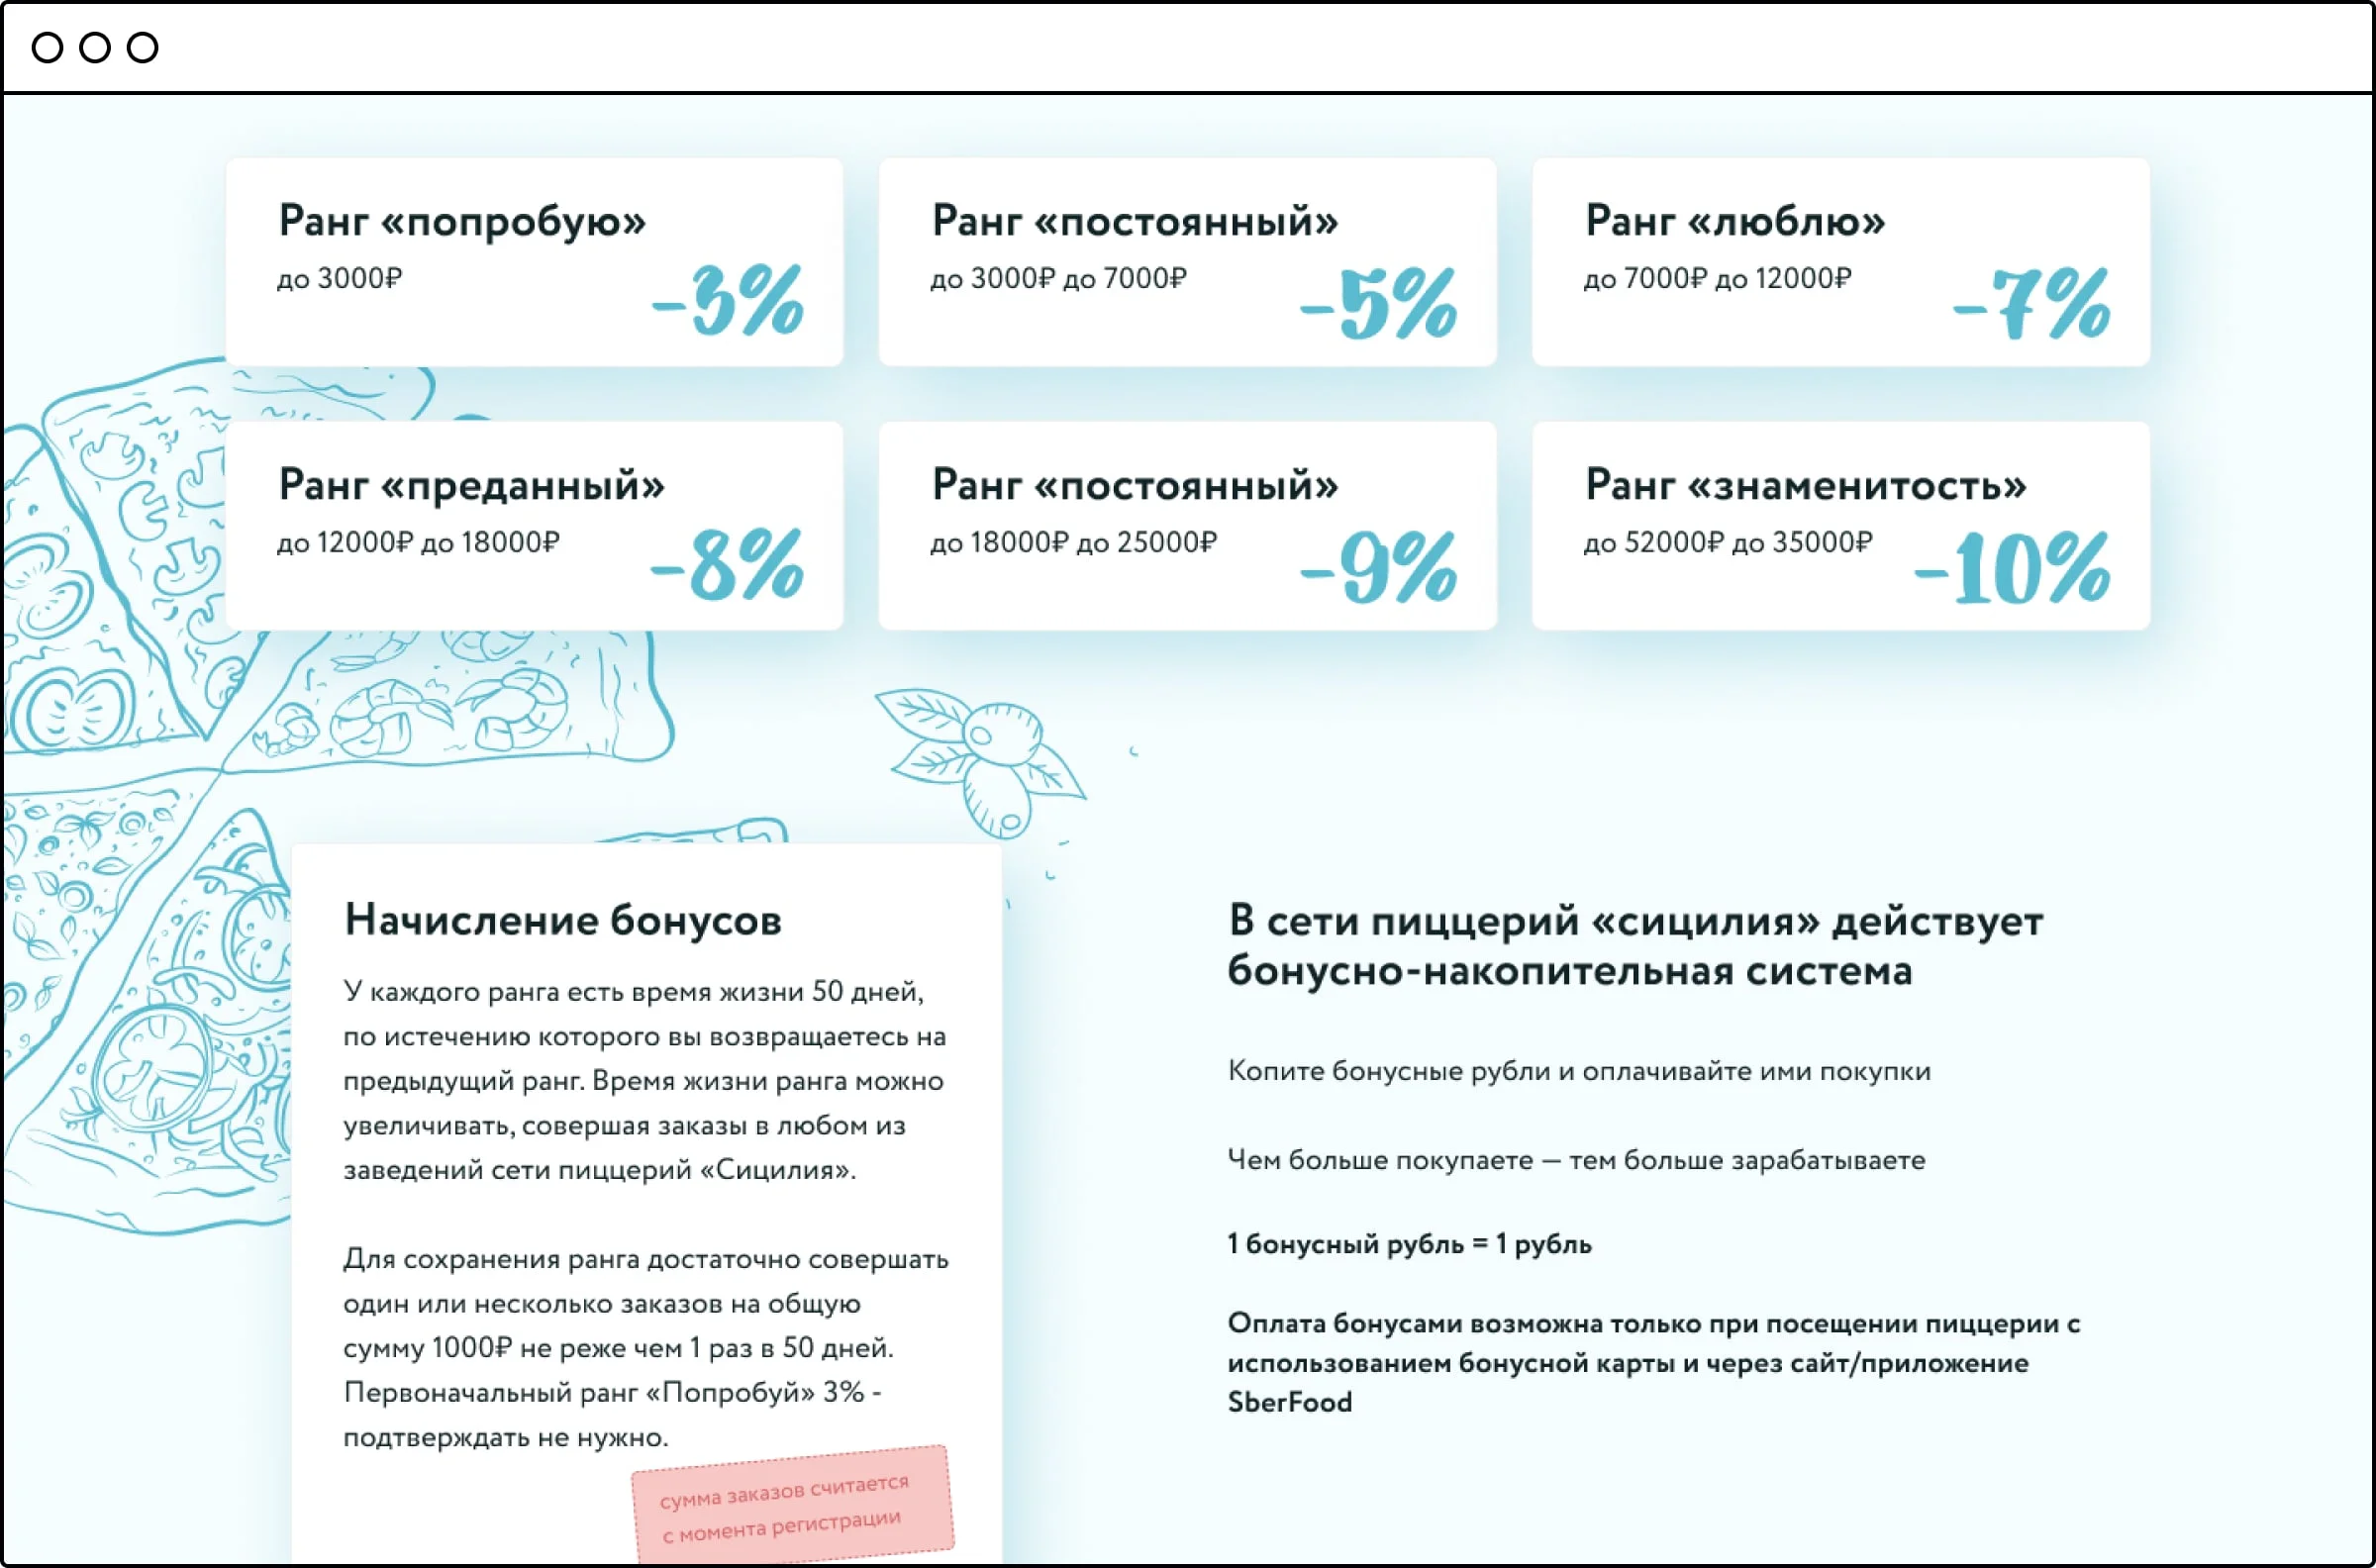 Ранг «попробую»
до 3000₽
-3%
Ранг «постоянный»
до 3000₽ до 7000₽
-5%
Ранг «люблю»
до 7000₽ до 12000₽
-7%
Ранг «преданный»
до 12000₽ до 18000₽
-8%
Ранг «постоянный»
до 18000₽ до 25000₽
-9%
Ранг «знаменитость»
до 52000₽ до 35000₽
-10%
Начисление бонусов
У каждого ранга есть время жизни 50 дней,
по истечению которого вы возвращаетесь на
предыдущий ранг. Время жизни ранга можно
увеличивать, совершая заказы в любом из
заведений сети пиццерий «Сицилия».
Для сохранения ранга достаточно совершать
один или несколько заказов на общую
сумму 1000₽ не реже чем 1 раз в 50 дней.
Первоначальный ранг «Попробуй» 3% -
подтверждать не нужно.
сумма заказов считается
с момента регистрации
В сети пиццерий «сицилия» действует
бонусно-накопительная система
Копите бонусные рубли и оплачивайте ими покупки
Чем больше покупаете — тем больше зарабатываете
1 бонусный рубль = 1 рубль
Оплата бонусами возможна только при посещении пиццерии с
использованием бонусной карты и через сайт/приложение
SberFood